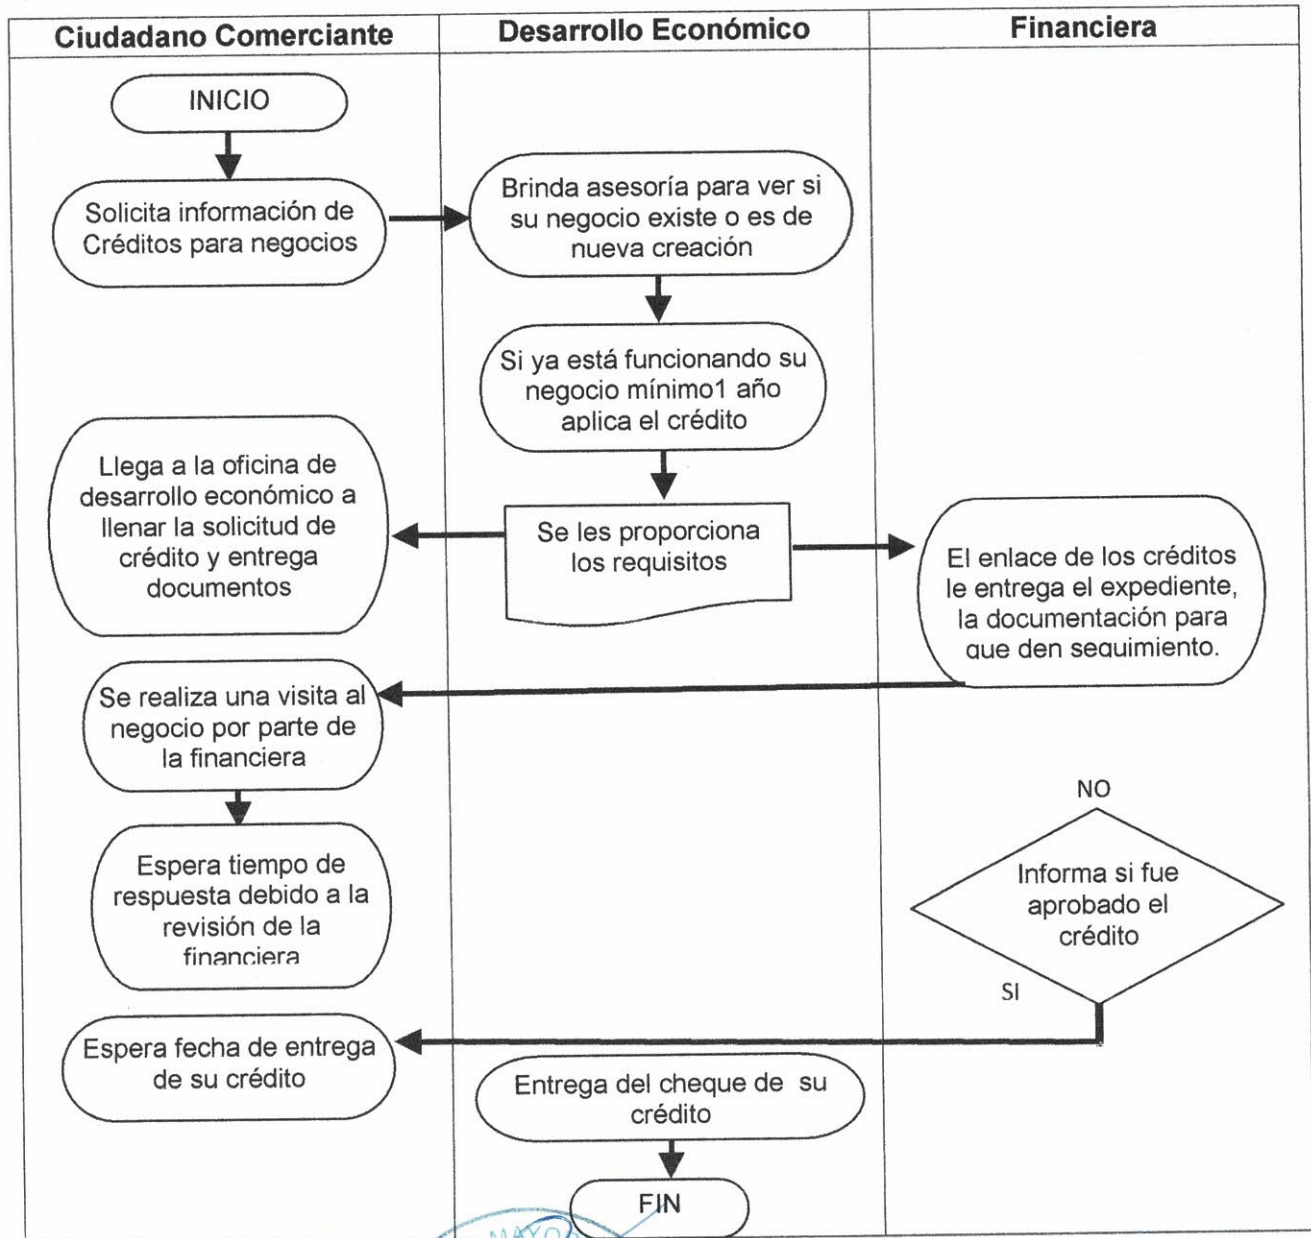 Ciudadano Comerciante
Desarrollo Económico
Financiera
INICIO
Solicita información de
Créditos para negocios
Brinda asesoría para ver si
su negocio existe o es de
nueva creación
Si ya está funcionando su
negocio mínimo1 año
aplica el crédito
Llega a la oficina de
desarrollo económico a
llenar la solicitud de
crédito y entrega
documentos
Se les proporciona
los requisitos
El enlace de los créditos
le entrega el expediente,
la documentación para
que den seguimiento.
Se realiza una visita al
negocio por parte de
la financiera
Espera tiempo de
respuesta debido a la
revisión de la
financiera
NO
Informa si fue
aprobado el
crédito
SI
Espera fecha de entrega
de su crédito
Entrega del cheque de su
crédito
FIN